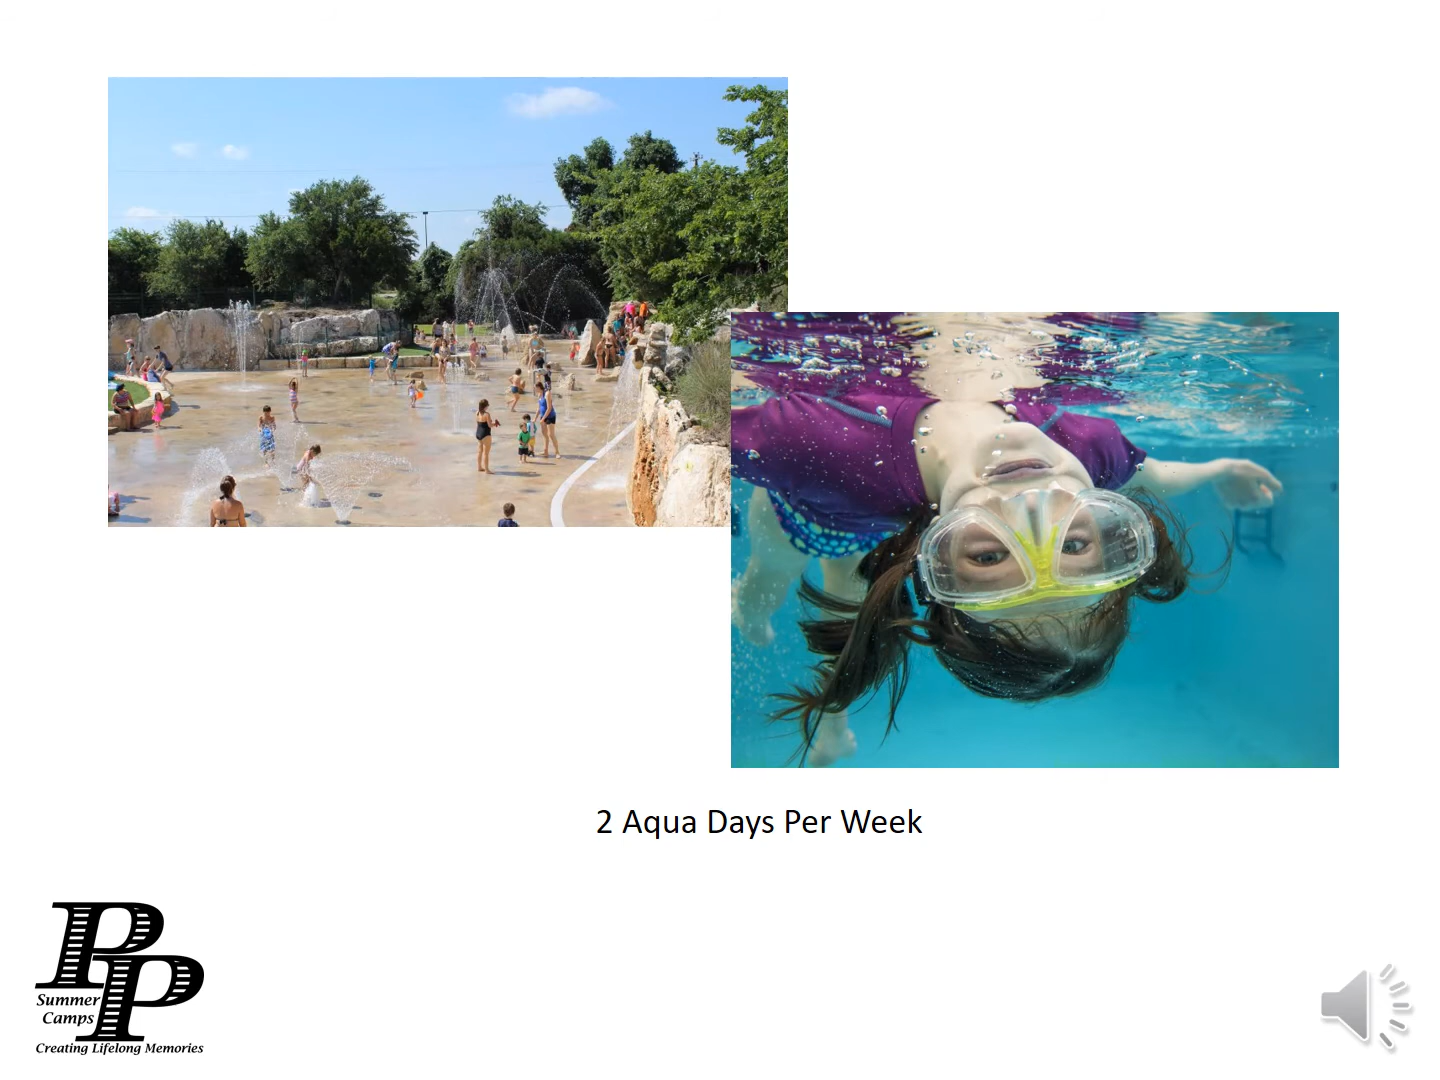 2 Aqua Days Per Week
PP
Summer
Camps
Creating Lifelong Memories